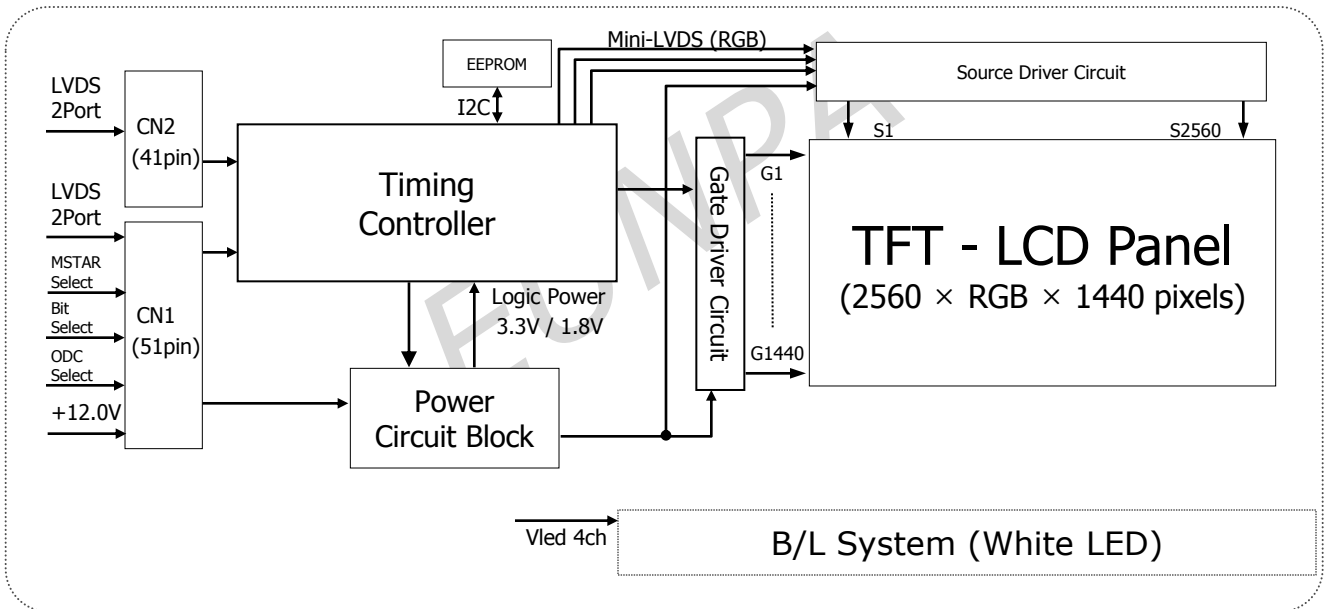 Mini-LVDS (RGB)
EEPROM
I2C
Source Driver Circuit
S1
S2560
LVDS
2Port
CN2
(41pin)
LVDS
2Port
MSTAR
Select
Bit
Select
ODC
Select
+12.0V
CN1
(51pin)
Timing
Controller
Logic Power
3.3V / 1.8V
Power
Circuit Block
Gate Driver Circuit
G1
G1440
TFT - LCD Panel
(2560 × RGB × 1440 pixels)
Vled 4ch
B/L System (White LED)
EUNPA